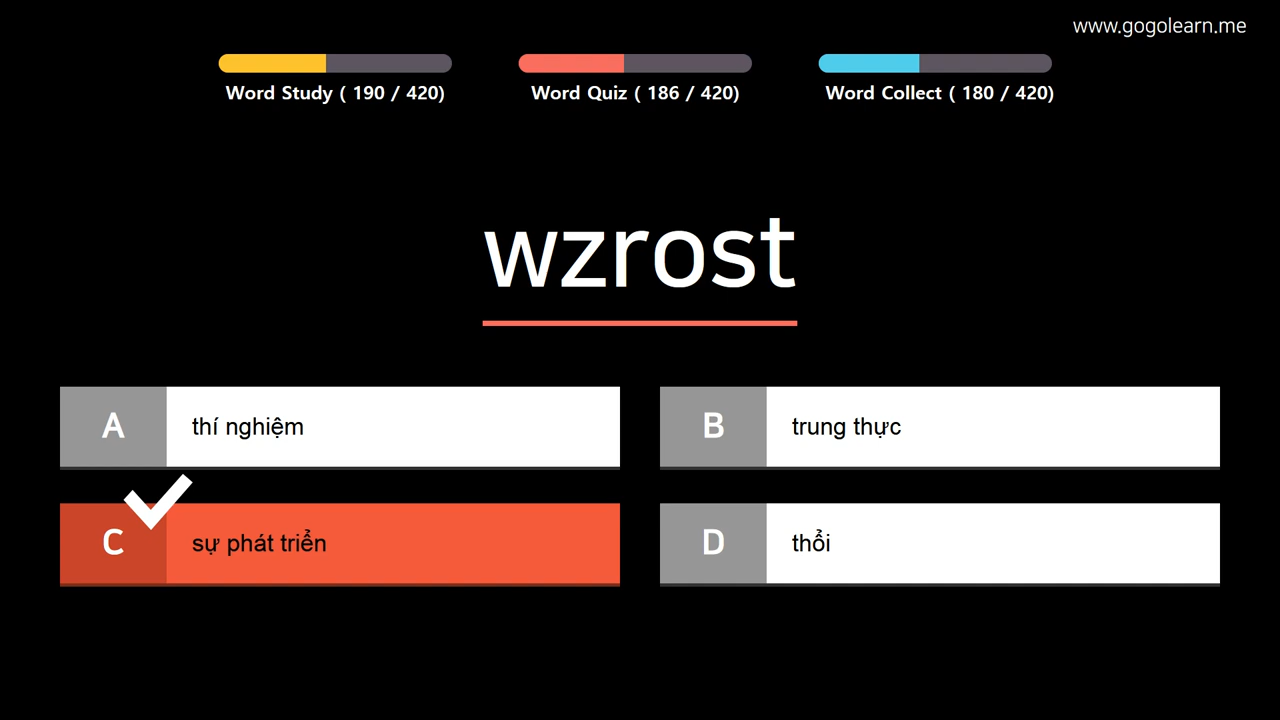 www.gogolearn.me
Word Study ( 190 / 420)
Word Quiz ( 186 / 420)
Word Collect ( 180 / 420)
wzrost
A
thí nghiệm
B
trung thực
C
sự phát triển
D
thổi